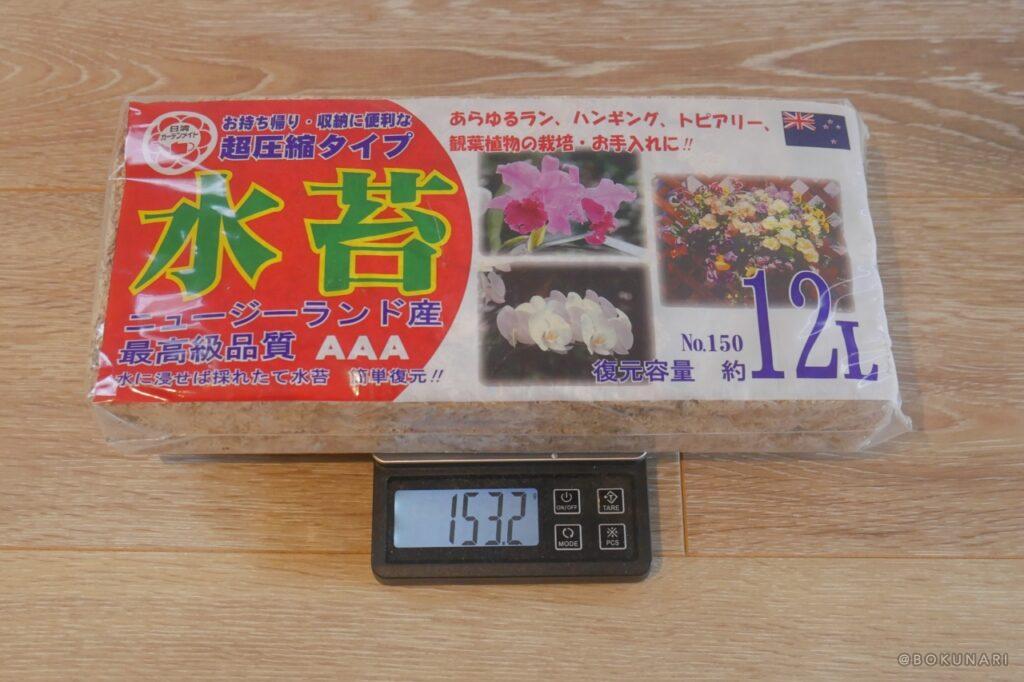 日清
ガーデンメイト
お持ち帰り・収納に便利な
超圧縮タイプ
水苔
ニュージーランド産
最高級品質 AAA
水に浸せば採れたて水苔 簡単復元!!
あらゆるラン、ハンギング、トピアリー、
観葉植物の栽培・お手入れに!!
No.150
復元容量 約12L
153.2
ON/OFF
TARE
MODE
PCS
@BOKUNARI